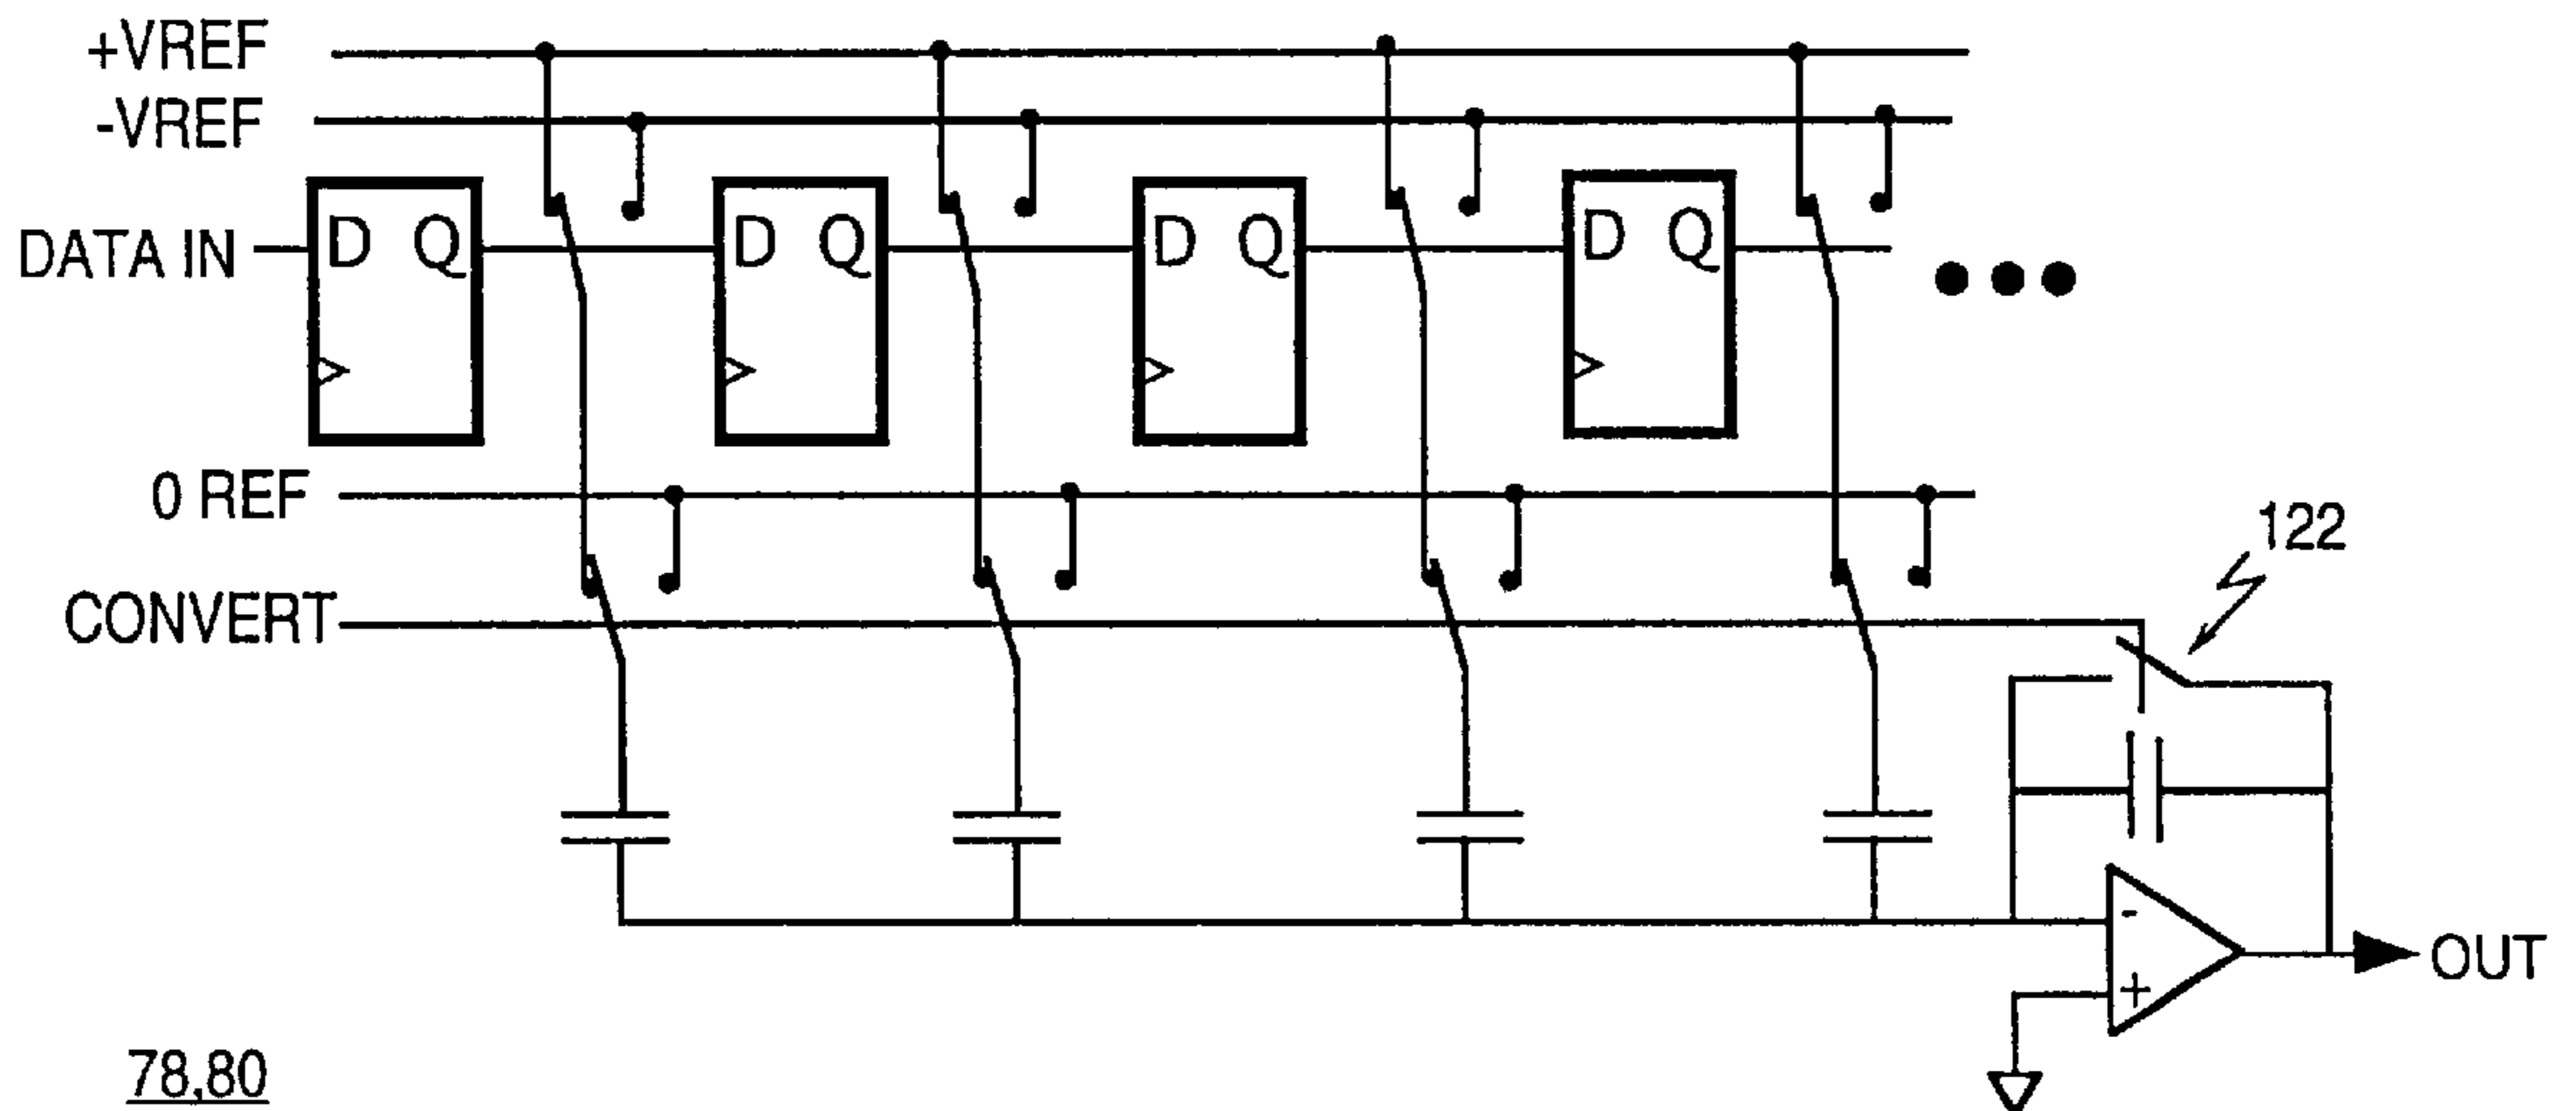 +VREF
-VREF
DATA IN
D Q
D Q
D Q
D Q
0 REF
122
CONVERT
-
+
OUT
78,80